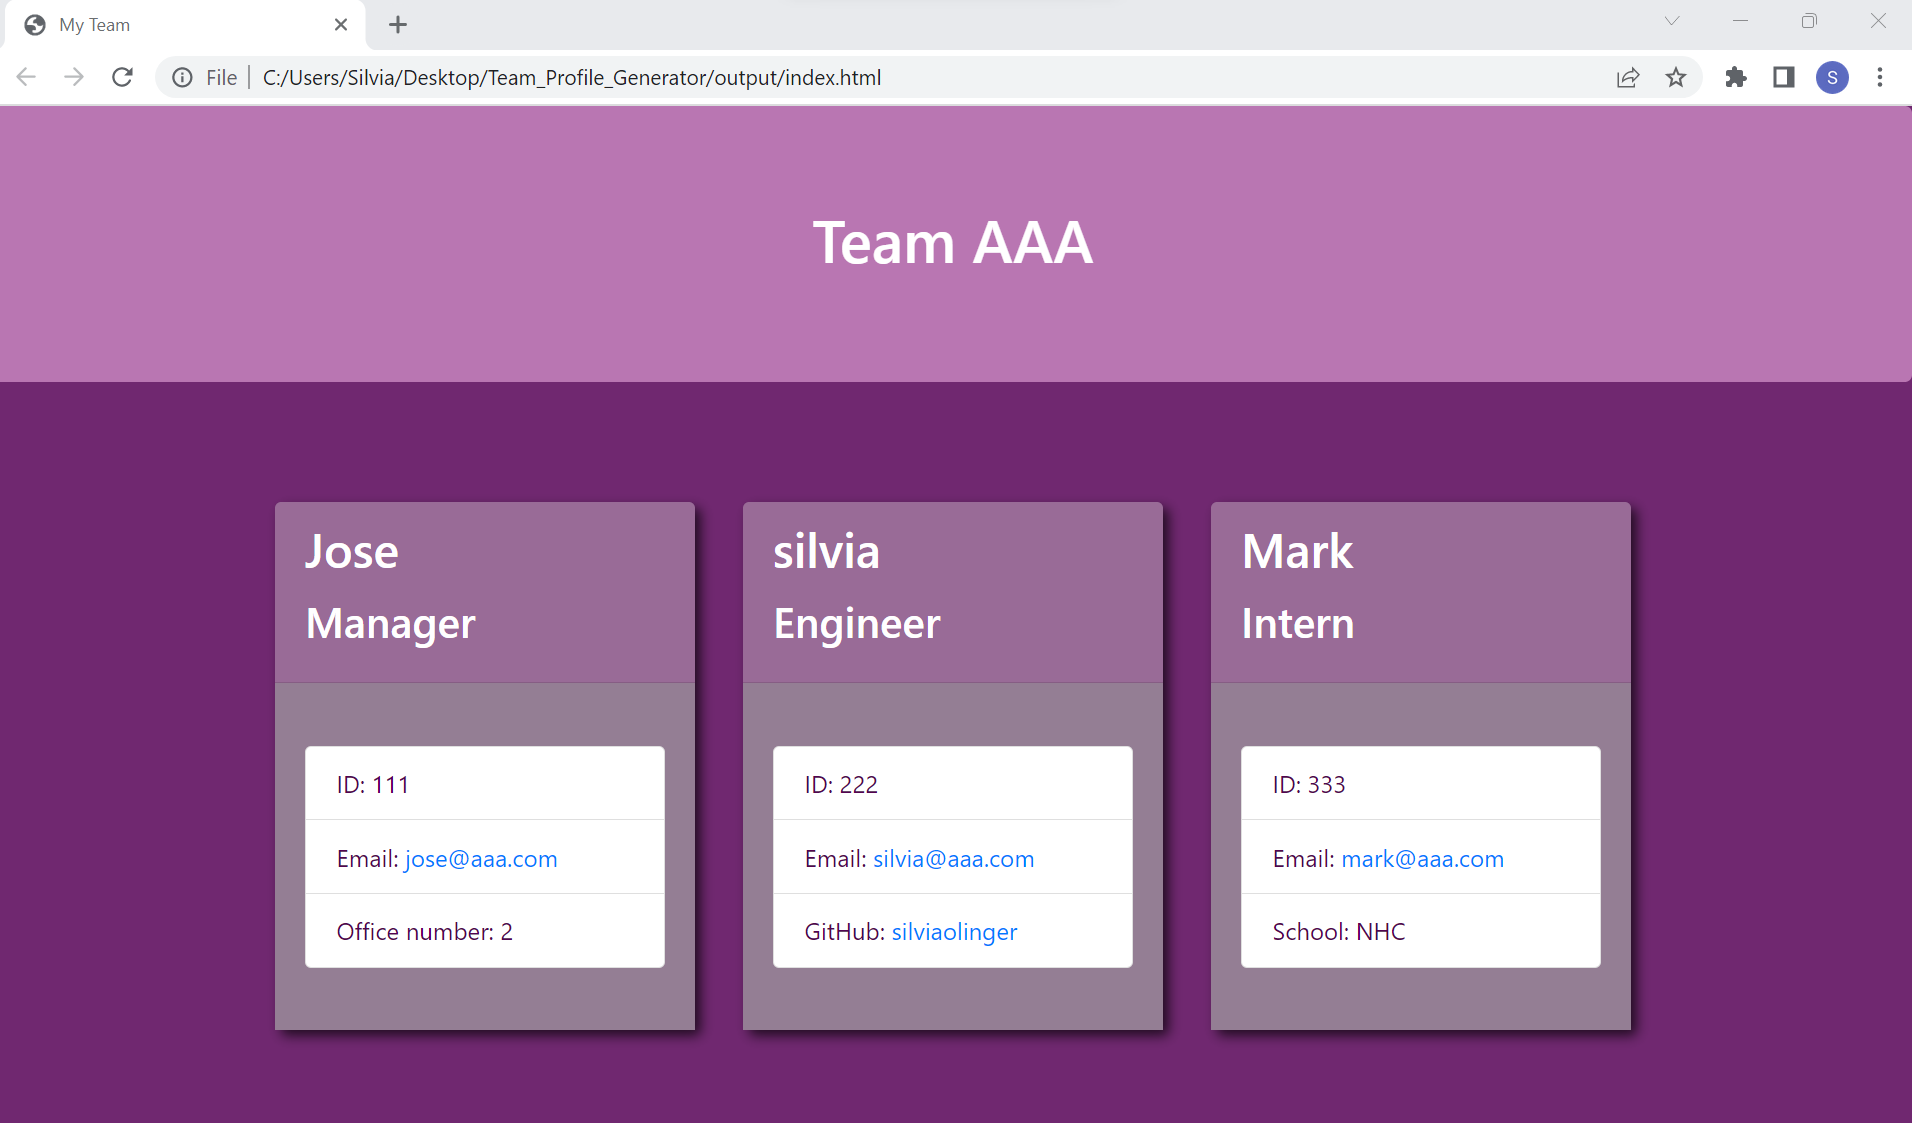 My Team
File C:/Users/Silvia/Desktop/Team_Profile_Generator/output/index.html
S
Team AAA
Jose
Manager
ID: 111
Email: jose@aaa.com
Office number: 2
silvia
Engineer
ID: 222
Email: silvia@aaa.com
GitHub: silviaolinger
Mark
Intern
ID: 333
Email: mark@aaa.com
School: NHC